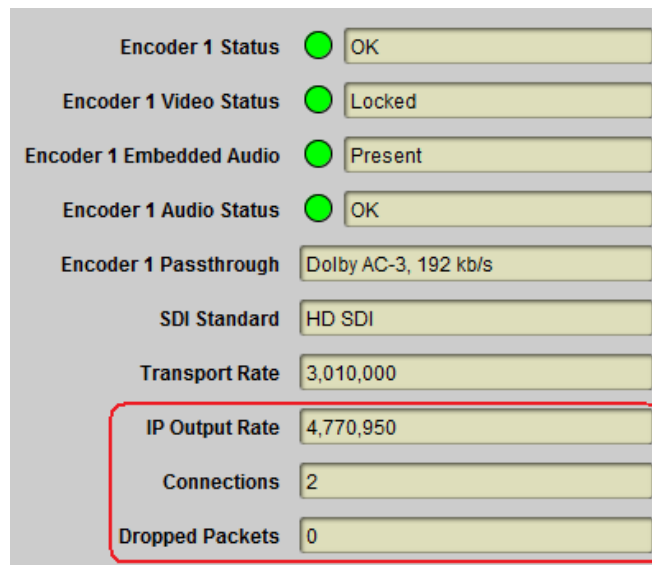 Encoder 1 Status OK
Encoder 1 Video Status Locked
Encoder 1 Embedded Audio Present
Encoder 1 Audio Status OK
Encoder 1 Passthrough Dolby AC-3, 192 kb/s
SDI Standard HD SDI
Transport Rate 3,010,000
IP Output Rate 4,770,950
Connections 2
Dropped Packets 0